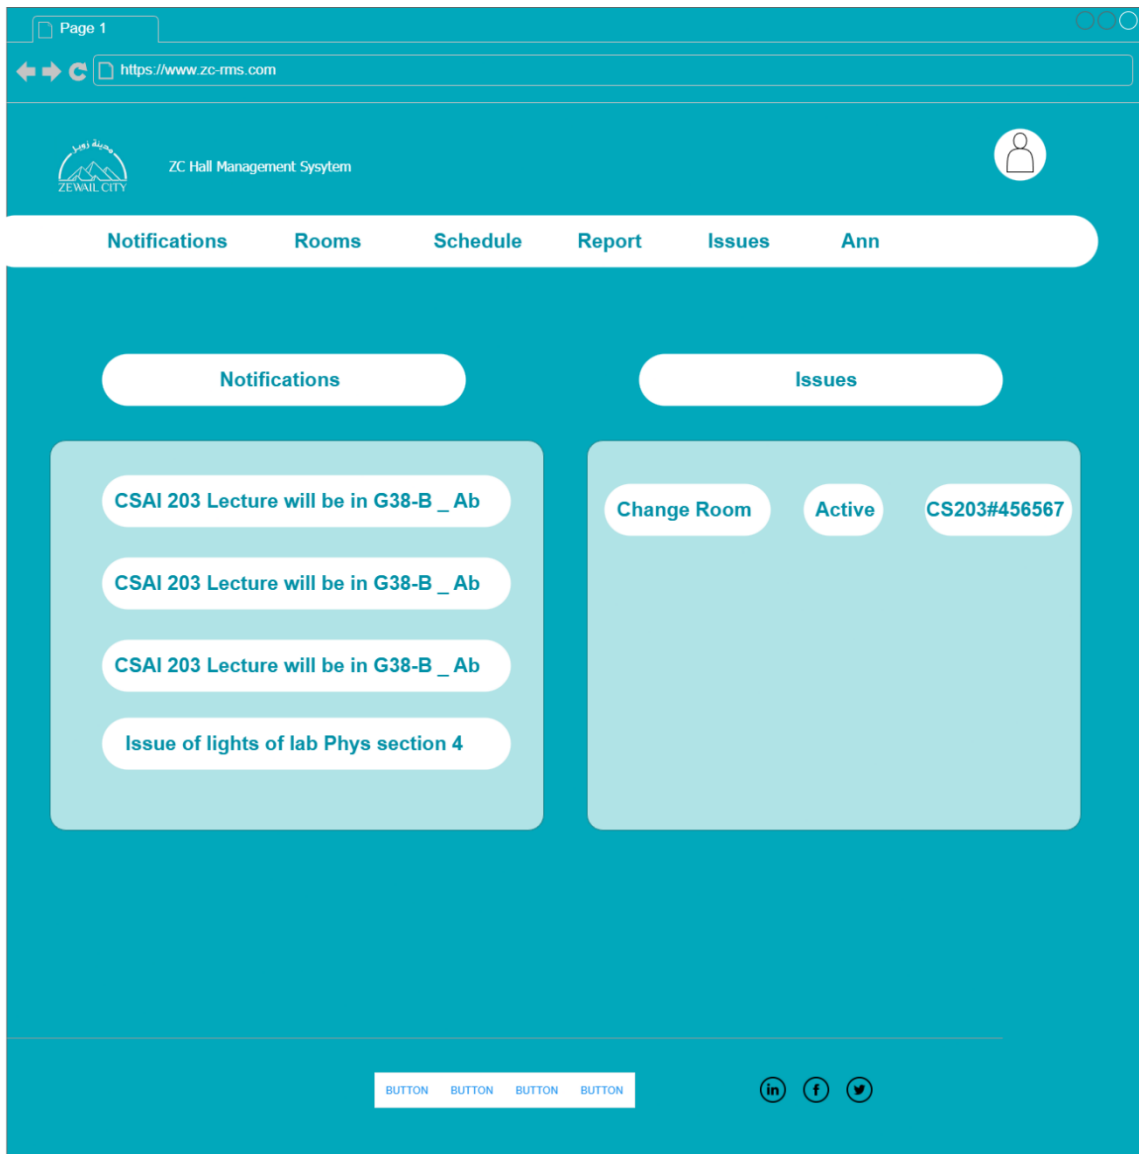 Page 1
https://www.zc-rms.com
مدينة زويل
ZEWAIL CITY
ZC Hall Management Sysytem
Notifications Rooms Schedule Report Issues Ann
Notifications
CSAI 203 Lecture will be in G38-B _ Ab
CSAI 203 Lecture will be in G38-B _ Ab
CSAI 203 Lecture will be in G38-B _ Ab
Issue of lights of lab Phys section 4
Issues
Change Room Active CS203#456567
BUTTON BUTTON BUTTON BUTTON
in f